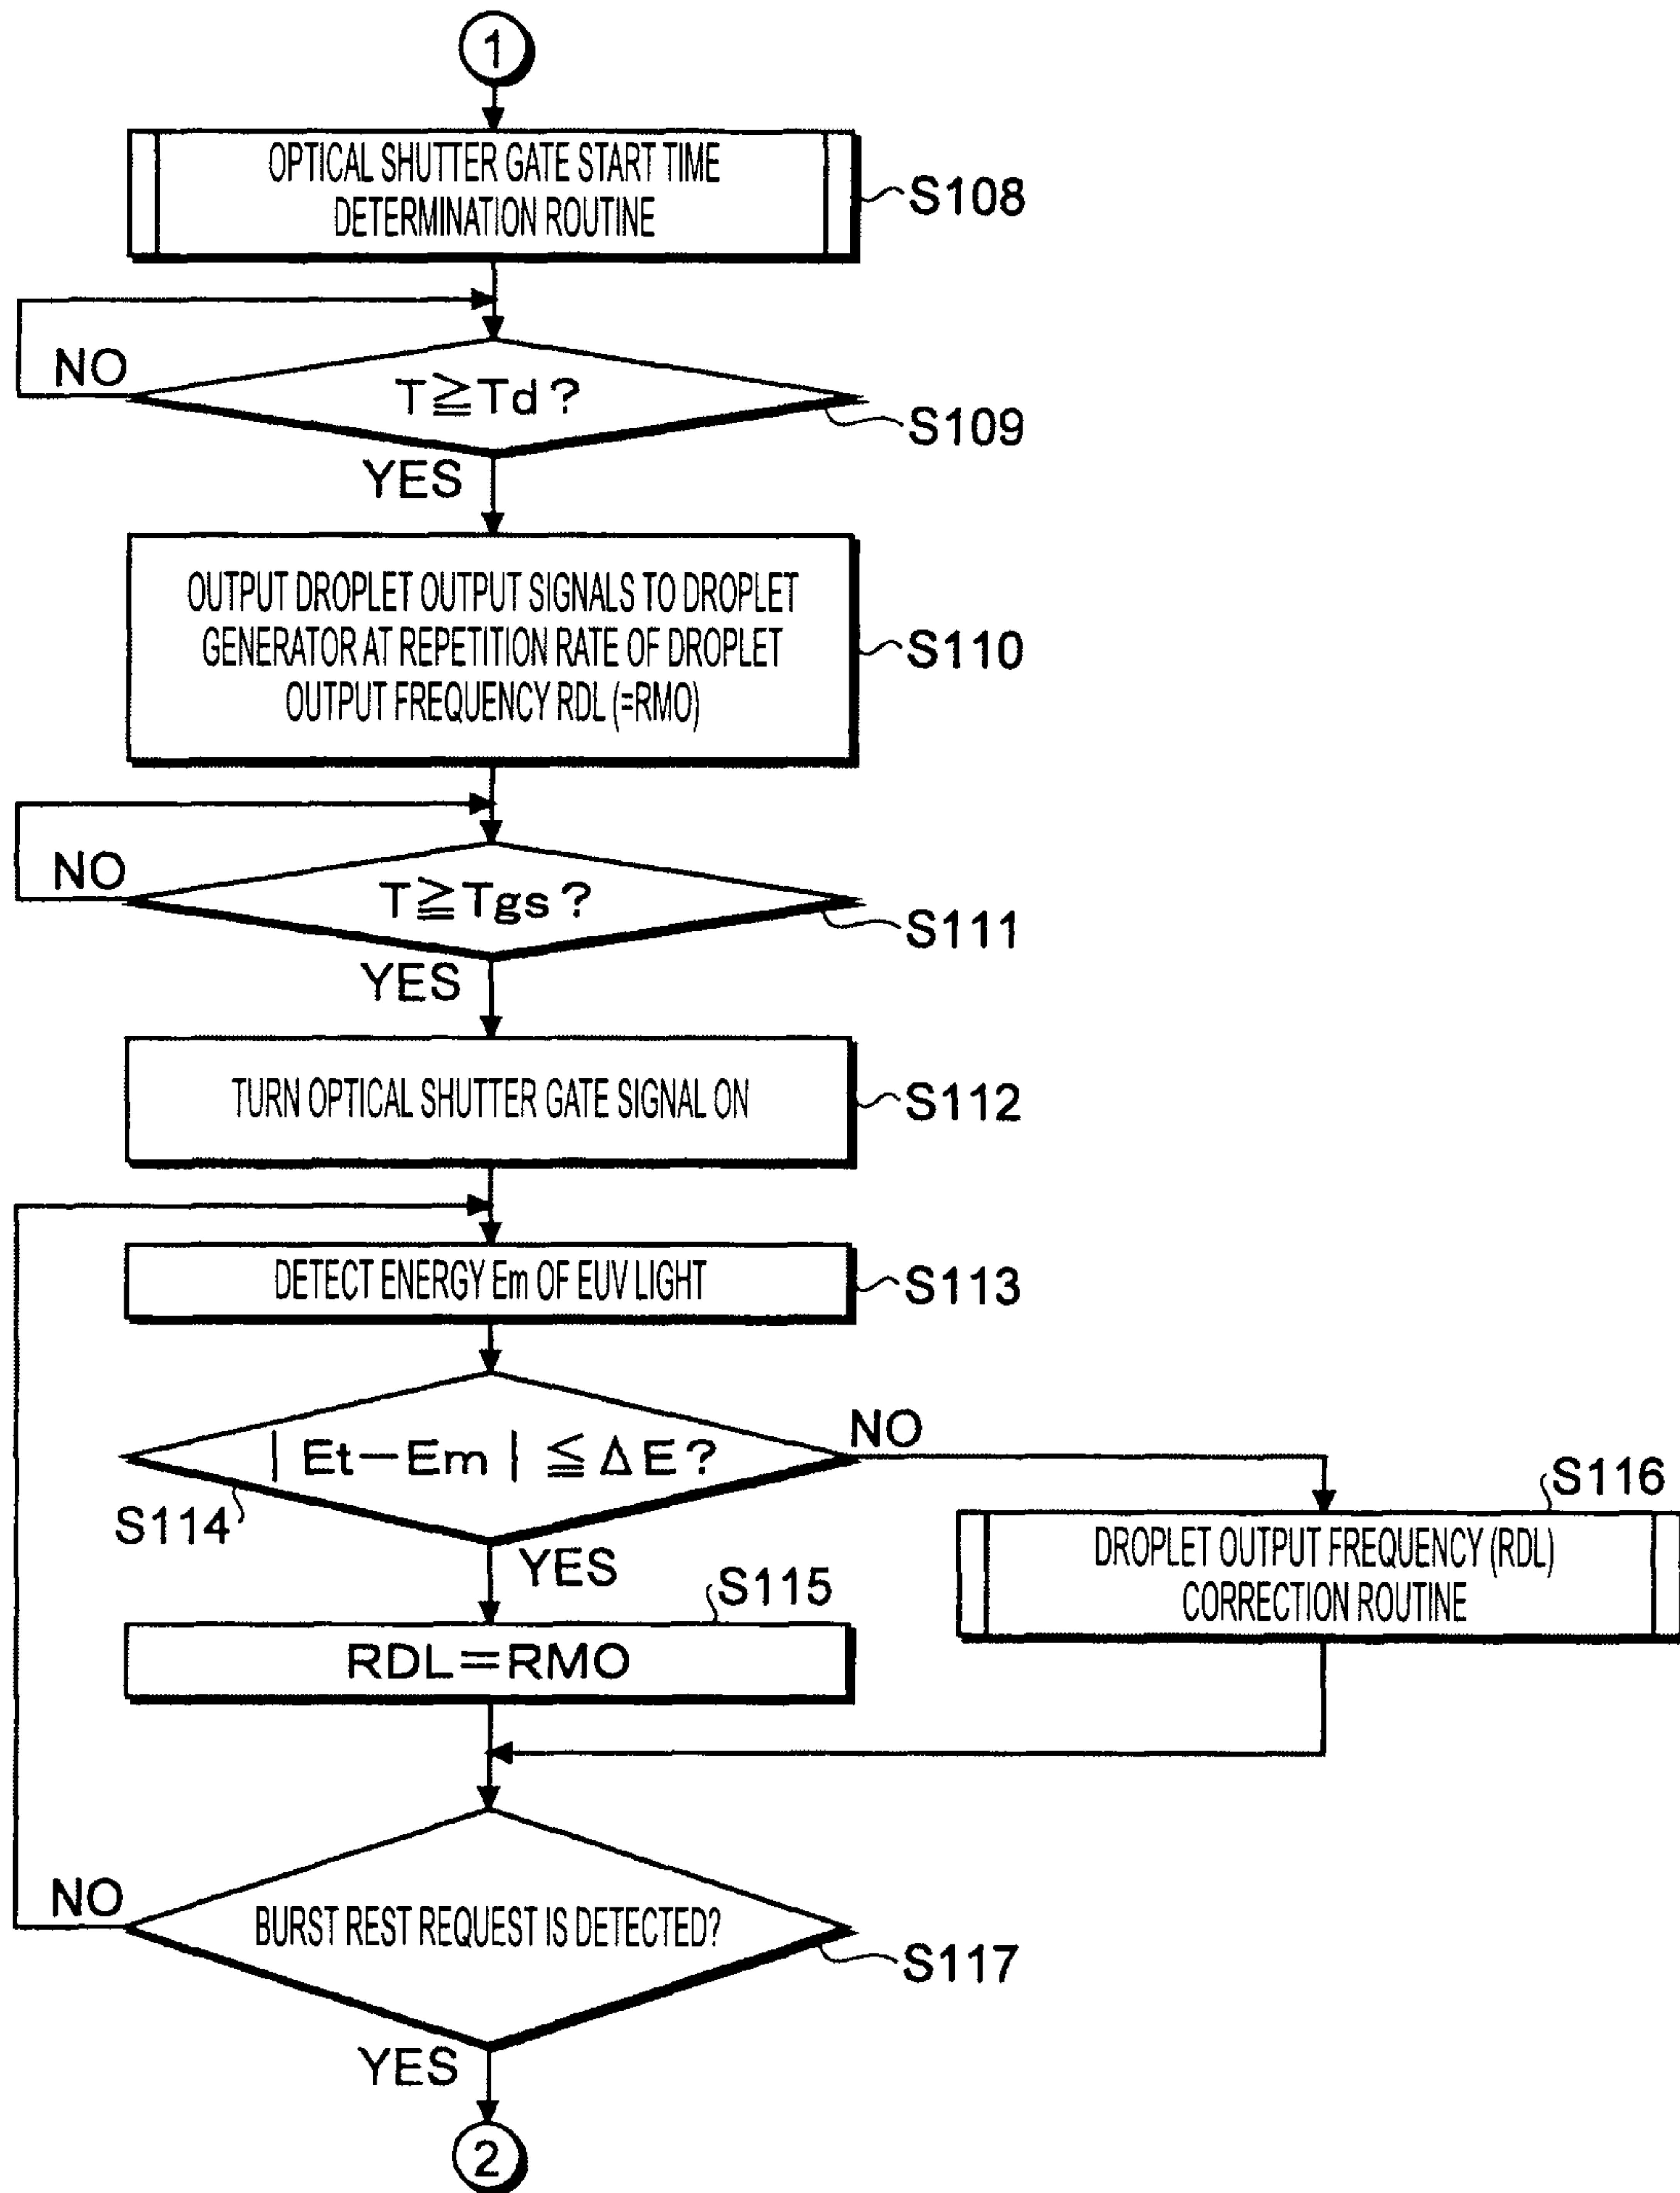 1
OPTICAL SHUTTER GATE START TIME
DETERMINATION ROUTINE
S108
NO
T≧Td?
S109
YES
OUTPUT DROPLET OUTPUT SIGNALS TO DROPLET
GENERATOR AT REPETITION RATE OF DROPLET
OUTPUT FREQUENCY RDL (=RMO)
S110
NO
T≧Tgs?
S111
YES
TURN OPTICAL SHUTTER GATE SIGNAL ON
S112
DETECT ENERGY Em OF EUV LIGHT
S113
| Et－Em | ≦ ΔE?
NO
S114
YES
S116
DROPLET OUTPUT FREQUENCY (RDL)
CORRECTION ROUTINE
S115
RDL=RMO
NO
BURST REST REQUEST IS DETECTED?
S117
YES
2